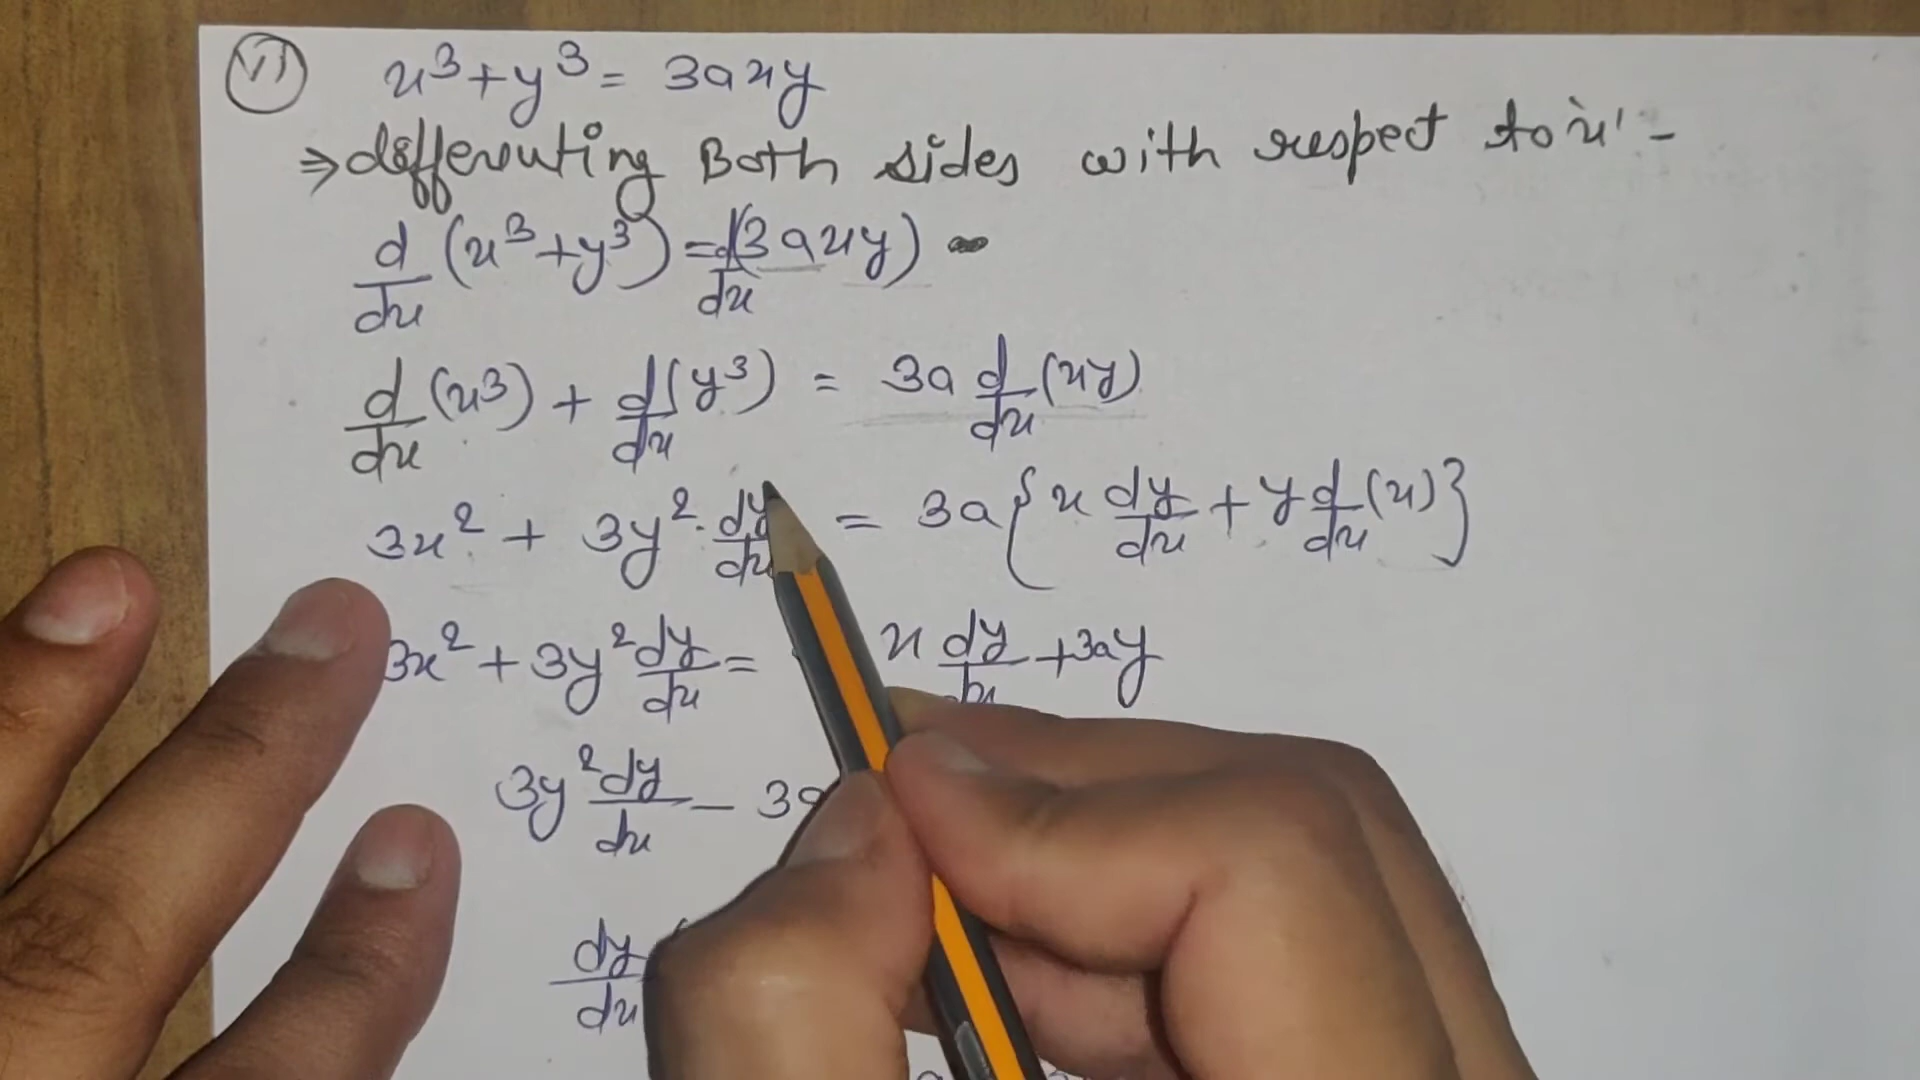 VI x³+y³ = 3axy
⇒ differenting Both sides with respect to 'x' -
d/dx (x³+y³) = d/dx (3axy)
d/dx (x³) + d/dx (y³) = 3a d/dx (xy)
3x² + 3y² · dy/dx = 3a{x dy/dx + y d/dx (x)}
3x² + 3y² dy/dx = x dy/dx + 3ay
3y² dy/dx - 3a
dy/dx